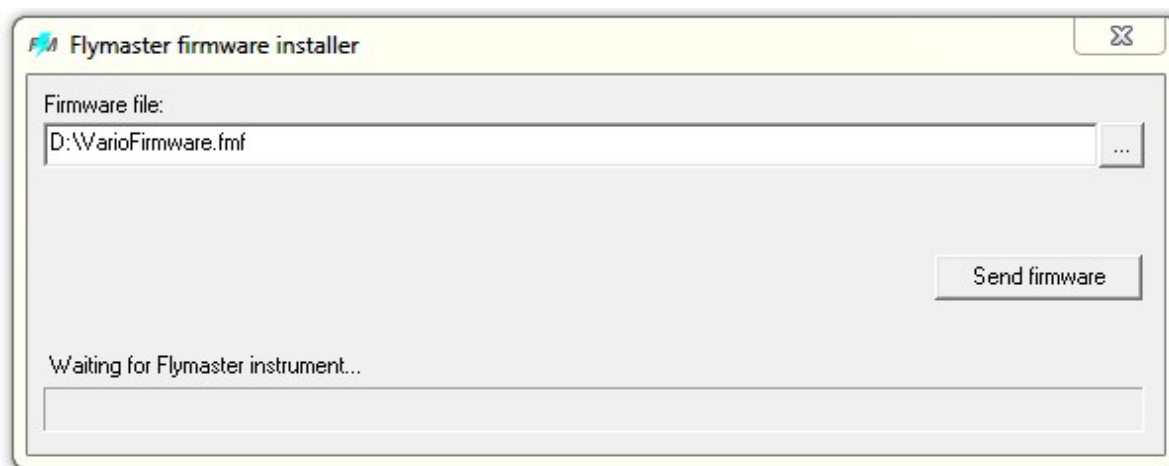 FM Flymaster firmware installer
Firmware file:
D:\VarioFirmware.fmf
...
Send firmware
Waiting for Flymaster instrument...